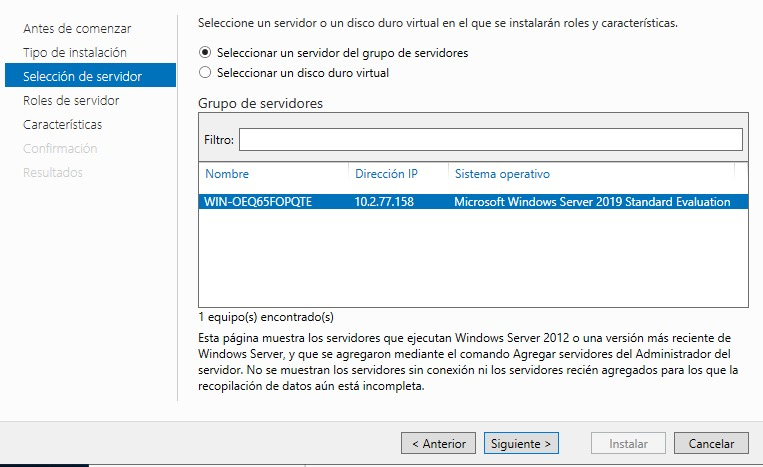 Seleccione un servidor o un disco duro virtual en el que se instalarán roles y características.
Antes de comenzar
Tipo de instalación
Selección de servidor
Roles de servidor
Características
Confirmación
Resultados
Seleccionar un servidor del grupo de servidores
Seleccionar un disco duro virtual
Grupo de servidores
Filtro:
Nombre Dirección IP Sistema operativo
WIN-OEQ65FOPQTE 10.2.77.158 Microsoft Windows Server 2019 Standard Evaluation
1 equipo(s) encontrado(s)
Esta página muestra los servidores que ejecutan Windows Server 2012 o una versión más reciente de
Windows Server, y que se agregaron mediante el comando Agregar servidores del Administrador del
servidor. No se muestran los servidores sin conexión ni los servidores recién agregados para los que la
recopilación de datos aún está incompleta.
< Anterior Siguiente > Instalar Cancelar